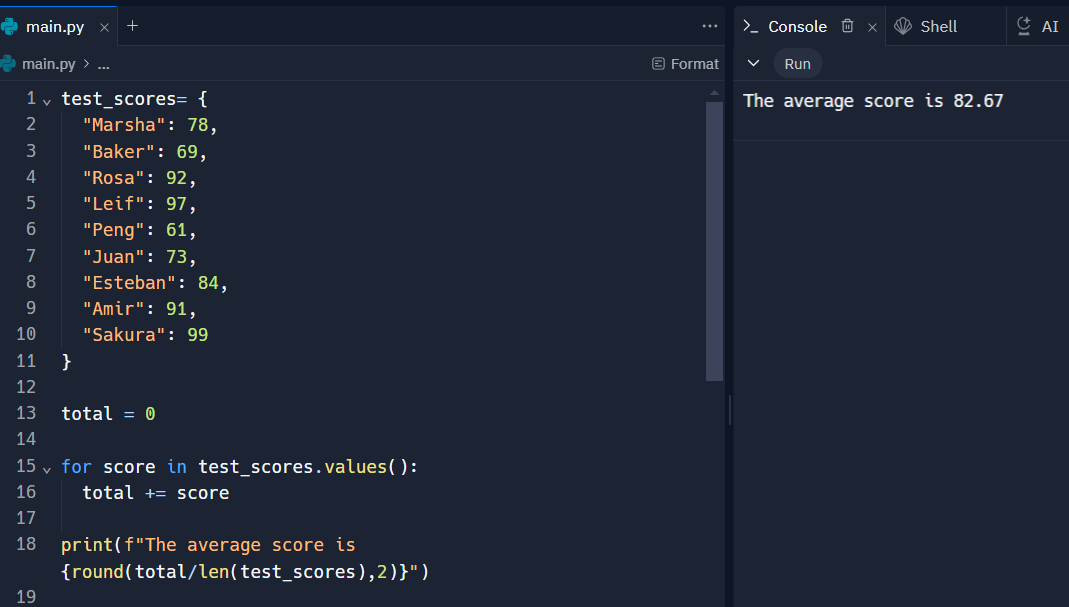 main.py × +
main.py > ...
Format
1 test_scores= {
2 "Marsha": 78,
3 "Baker": 69,
4 "Rosa": 92,
5 "Leif": 97,
6 "Peng": 61,
7 "Juan": 73,
8 "Esteban": 84,
9 "Amir": 91,
10 "Sakura": 99
11 }
12
13 total = 0
14
15 for score in test_scores.values():
16 total += score
17
18 print(f"The average score is
{round(total/len(test_scores),2)}")
19
>_ Console × Shell AI
Run
The average score is 82.67